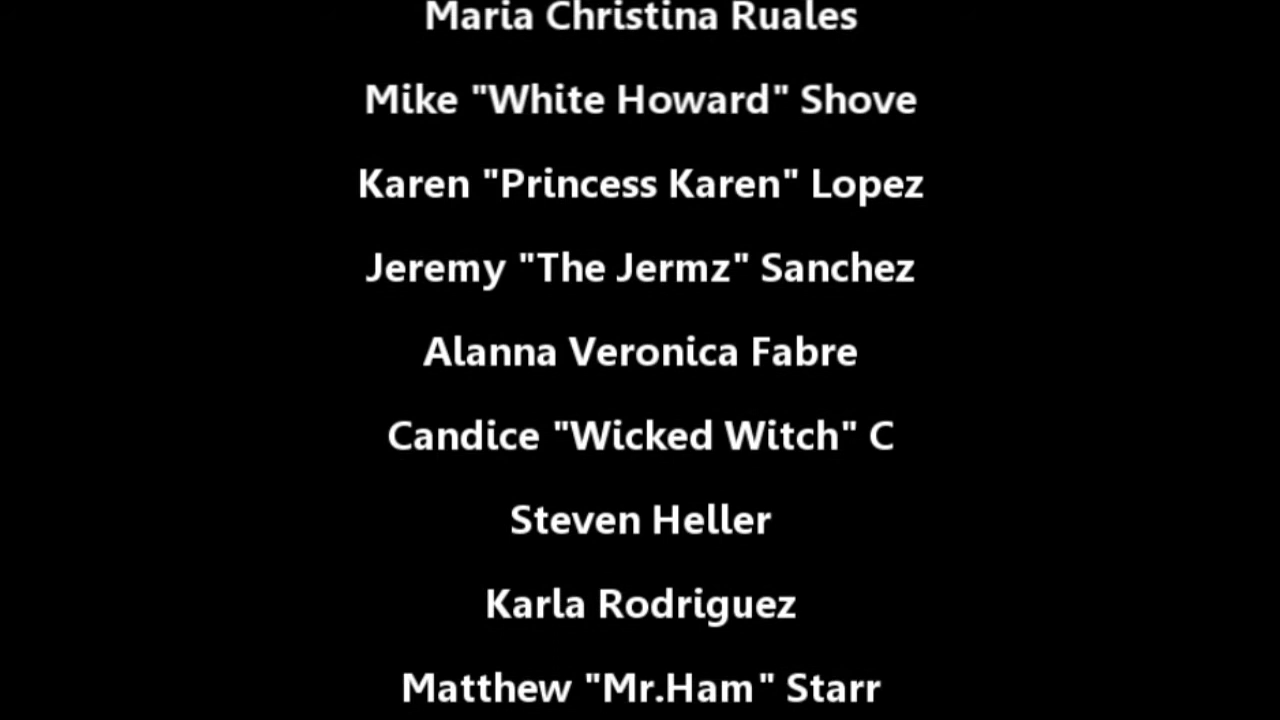 Maria Christina Ruales
Mike "White Howard" Shove
Karen "Princess Karen" Lopez
Jeremy "The Jermz" Sanchez
Alanna Veronica Fabre
Candice "Wicked Witch" C
Steven Heller
Karla Rodriguez
Matthew "Mr.Ham" Starr